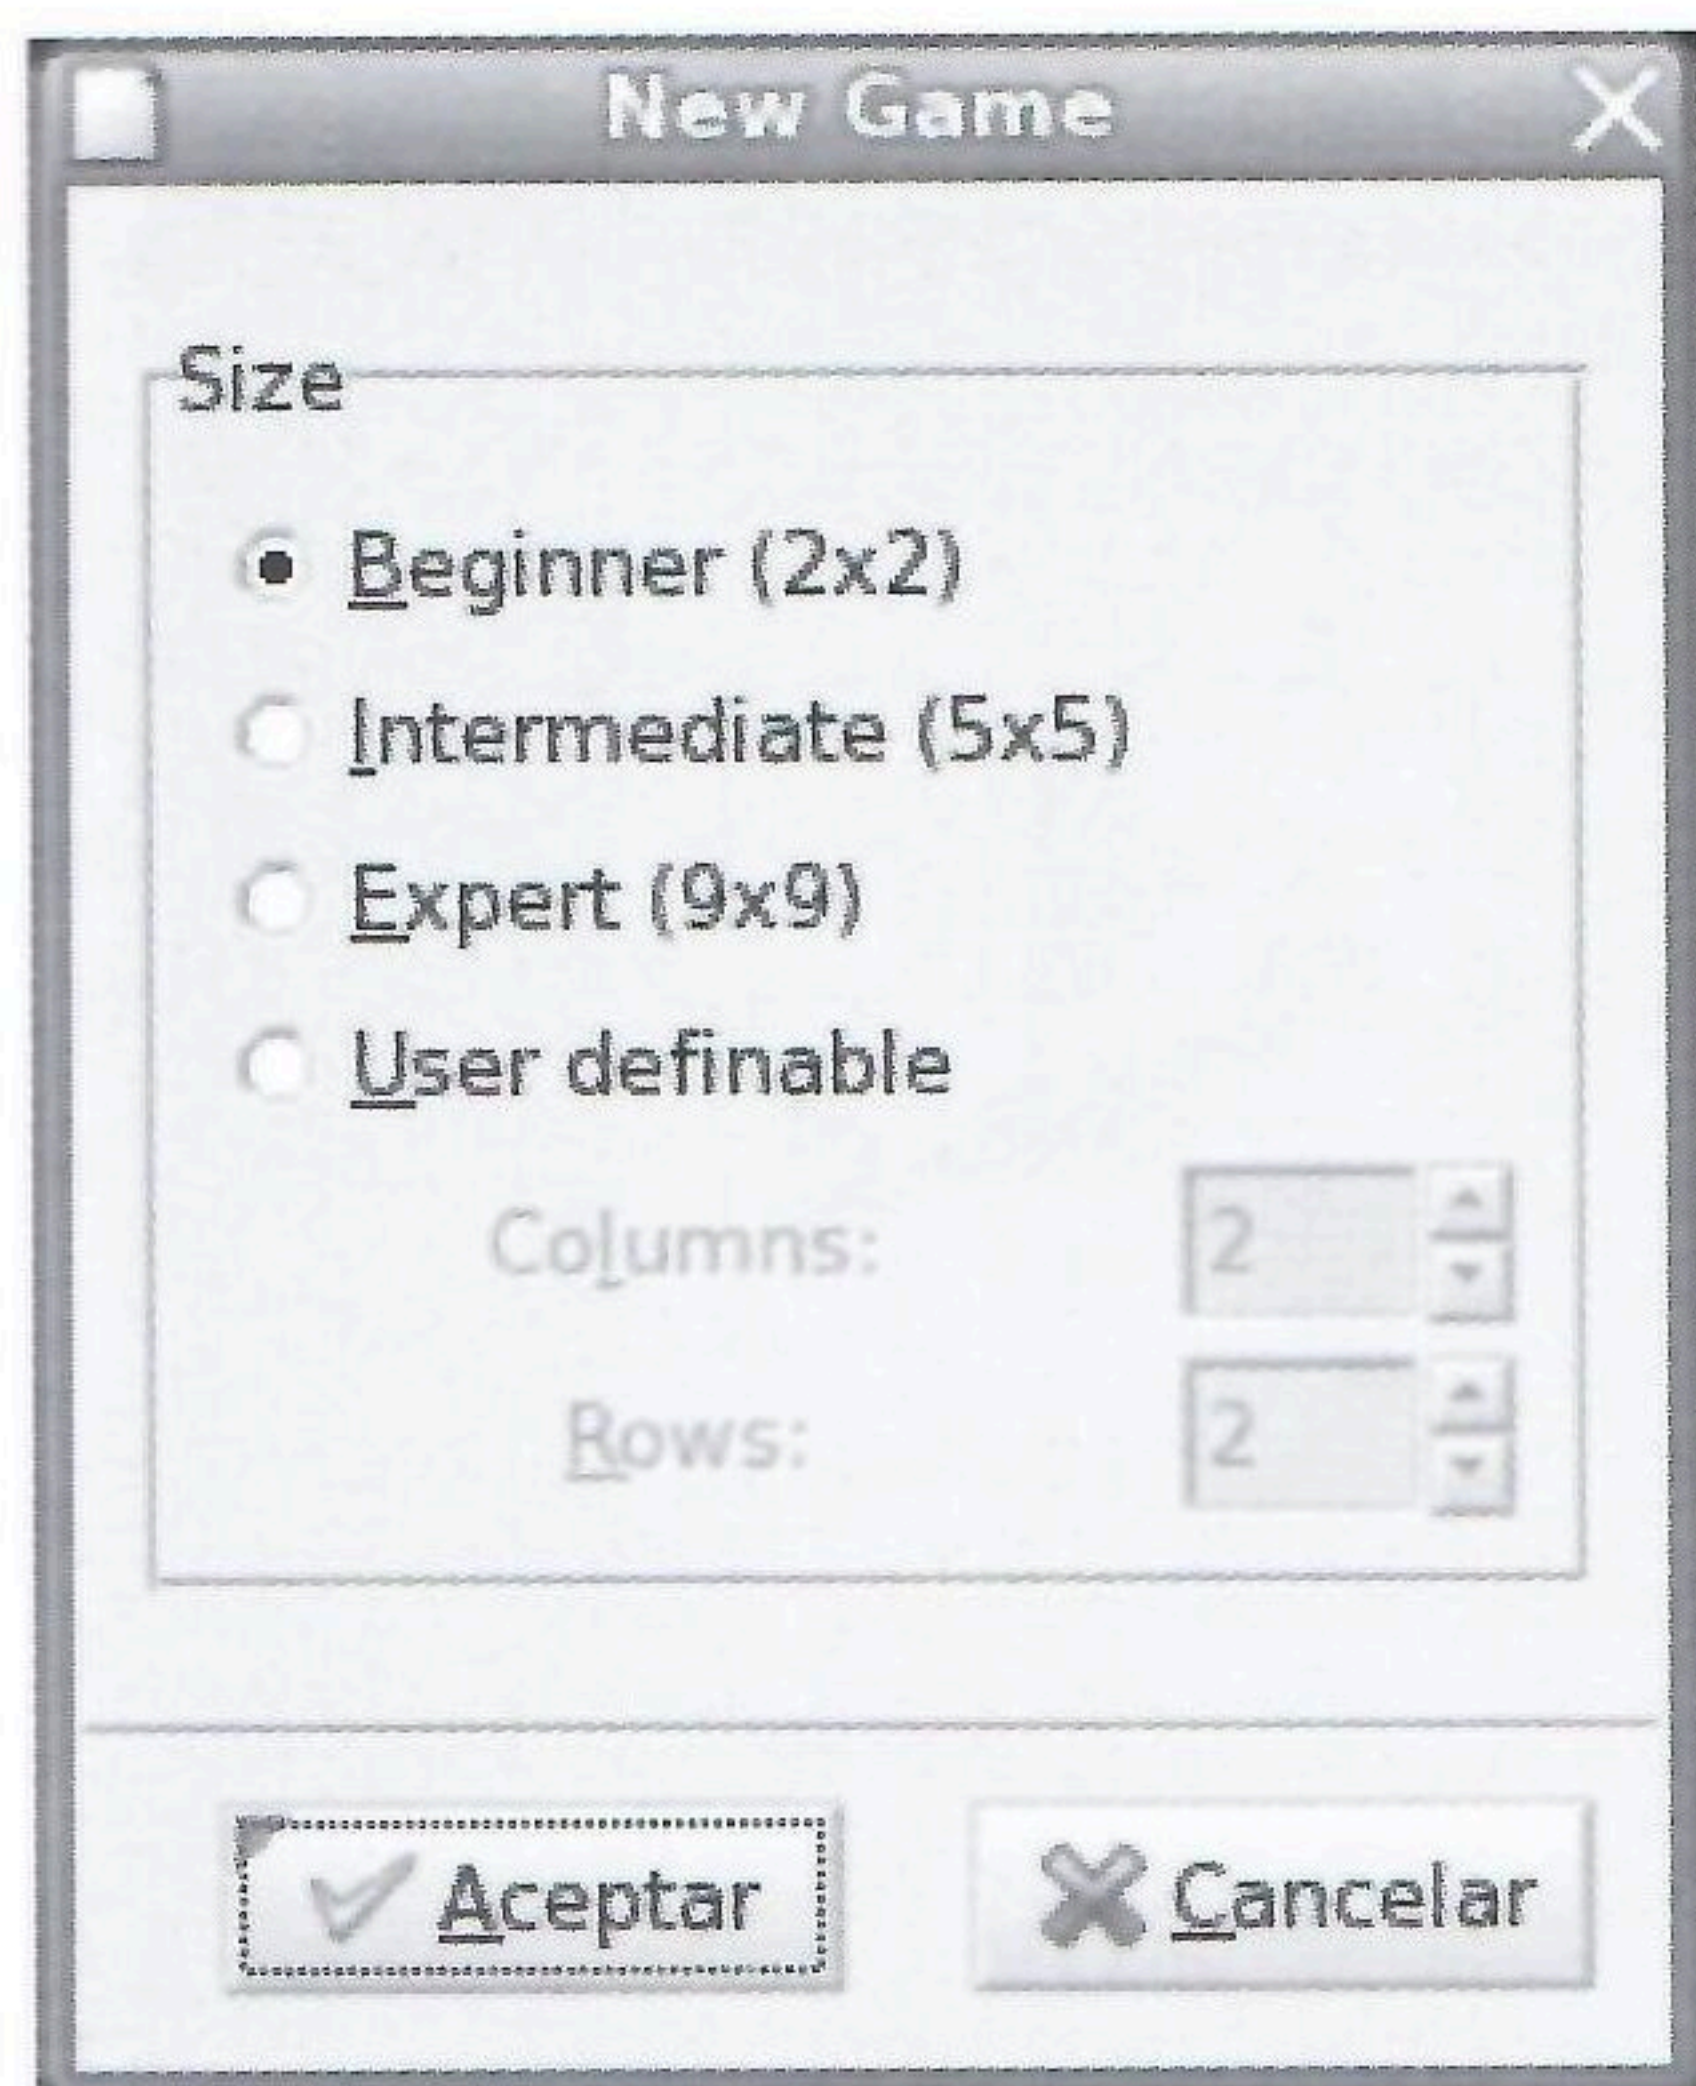 New Game
Size
Beginner (2x2)
Intermediate (5x5)
Expert (9x9)
User definable
Columns: 2
Rows: 2
Aceptar Cancelar